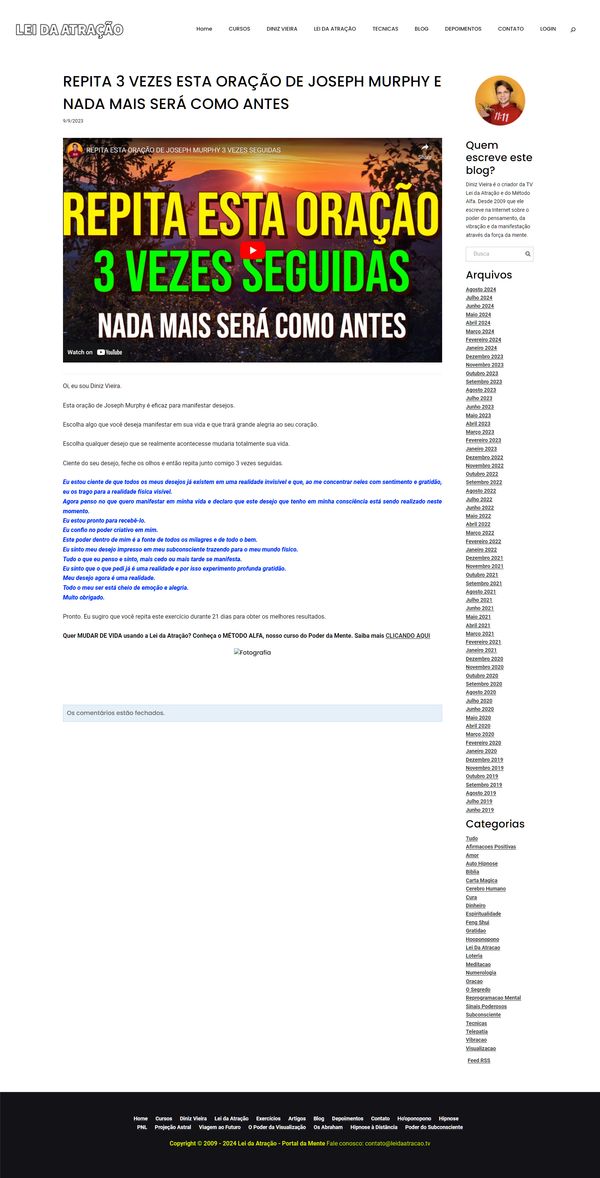 LEI DA ATRAÇÃO
Home CURSOS DINIZ VIEIRA LEI DA ATRAÇÃO TÉCNICAS BLOG DEPOIMENTOS CONTATO LOGIN
REPITA 3 VEZES ESTA ORAÇÃO DE JOSEPH MURPHY E
NADA MAIS SERÁ COMO ANTES
9/9/2023
REPITA ESTA ORAÇÃO DE JOSEPH MURPHY 3 VEZES SEGUIDAS
Share
REPITA ESTA ORAÇÃO
3 VEZES SEGUIDAS
NADA MAIS SERÁ COMO ANTES
Watch on YouTube
Oi, eu sou Diniz Vieira.
Esta oração de Joseph Murphy é eficaz para manifestar desejos.
Escolha algo que você deseja manifestar em sua vida e que trará grande alegria ao seu coração.
Escolha qualquer desejo que se realmente acontecesse mudaria totalmente sua vida.
Ciente do seu desejo, feche os olhos e então repita junto comigo 3 vezes seguidas.
Eu estou ciente de que todos os meus desejos já existem em uma realidade invisível e que, ao me concentrar neles com sentimento e gratidão,
eu os trago para a realidade física visível.
Agora penso no que quero manifestar em minha vida e declaro que este desejo que tenho em minha consciência está sendo realizado neste
momento.
Eu estou pronto para recebê-lo.
Eu confio no poder criativo em mim.
Este poder dentro de mim é a fonte de todos os milagres e de todo o bem.
Eu sinto meu desejo impresso em meu subconsciente trazendo para o meu mundo físico.
Tudo o que eu penso e sinto, mais cedo ou mais tarde se manifesta.
Eu sinto que o que pedi já é uma realidade e por isso experimento profunda gratidão.
Meu desejo agora é uma realidade.
Todo o meu ser está cheio de emoção e alegria.
Muito obrigado.
Pronto. Eu sugiro que você repita este exercício durante 21 dias para obter os melhores resultados.
Quer MUDAR DE VIDA usando a Lei da Atração? Conheça o MÉTODO ALFA, nosso curso do Poder da Mente. Saiba mais CLICANDO AQUI
Fotografia
Os comentários estão fechados.
11:11
Quem
escreve este
blog?
Diniz Vieira é o criador da TV
Lei da Atração e do Método
Alfa. Desde 2009 que ele
escreve na Internet sobre o
poder do pensamento, da
vibração e da manifestação
através da força da mente.
Busca
Arquivos
Agosto 2024
Julho 2024
Junho 2024
Maio 2024
Abril 2024
Março 2024
Fevereiro 2024
Janeiro 2024
Dezembro 2023
Novembro 2023
Outubro 2023
Setembro 2023
Agosto 2023
Julho 2023
Junho 2023
Maio 2023
Abril 2023
Março 2023
Fevereiro 2023
Janeiro 2023
Dezembro 2022
Novembro 2022
Outubro 2022
Setembro 2022
Agosto 2022
Julho 2022
Junho 2022
Maio 2022
Abril 2022
Março 2022
Fevereiro 2022
Janeiro 2022
Dezembro 2021
Novembro 2021
Outubro 2021
Setembro 2021
Agosto 2021
Julho 2021
Junho 2021
Maio 2021
Abril 2021
Março 2021
Fevereiro 2021
Janeiro 2021
Dezembro 2020
Novembro 2020
Outubro 2020
Setembro 2020
Agosto 2020
Julho 2020
Junho 2020
Maio 2020
Abril 2020
Março 2020
Fevereiro 2020
Janeiro 2020
Dezembro 2019
Novembro 2019
Outubro 2019
Setembro 2019
Agosto 2019
Julho 2019
Junho 2019
Categorias
Tudo
Afirmacoes Positivas
Amor
Auto Hipnose
Biblia
Carta Magica
Cerebro Humano
Cura
Dinheiro
Espiritualidade
Feng Shui
Gratidao
Hooponopono
Lei Da Atracao
Loteria
Meditacao
Numerologia
Oracao
O Segredo
Reprogramacao Mental
Sinais Poderosos
Subconsciente
Tecnicas
Telepatia
Vibracao
Visualizacao
Feed RSS
Home Cursos Diniz Vieira Lei da Atração Exercícios Artigos Blog Depoimentos Contato Ho'oponopono Hipnose
PNL Projeção Astral Viagem ao Futuro O Poder da Visualização Os Abraham Hipnose à Distância Poder do Subconsciente
Copyright © 2009 - 2024 Lei da Atração - Portal da Mente Fale conosco: contato@leidaatracao.tv